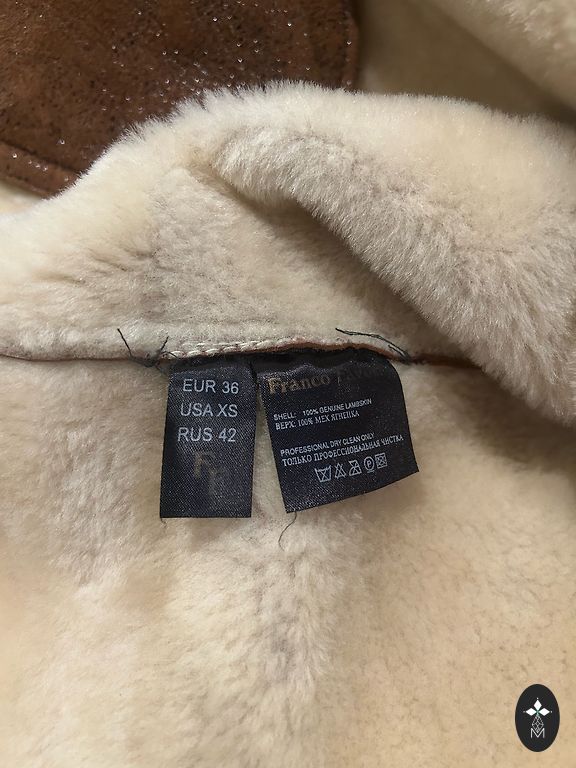 EUR 36
USA XS
RUS 42
Franco
SHELL: 100% GENUINE LAMBSKIN
ВЕРХ: 100% МЕХ ЯГНЕНКА
PROFESSIONAL DRY CLEAN ONLY
ТОЛЬКО ПРОФЕССИОНАЛЬНАЯ ЧИСТКА
M